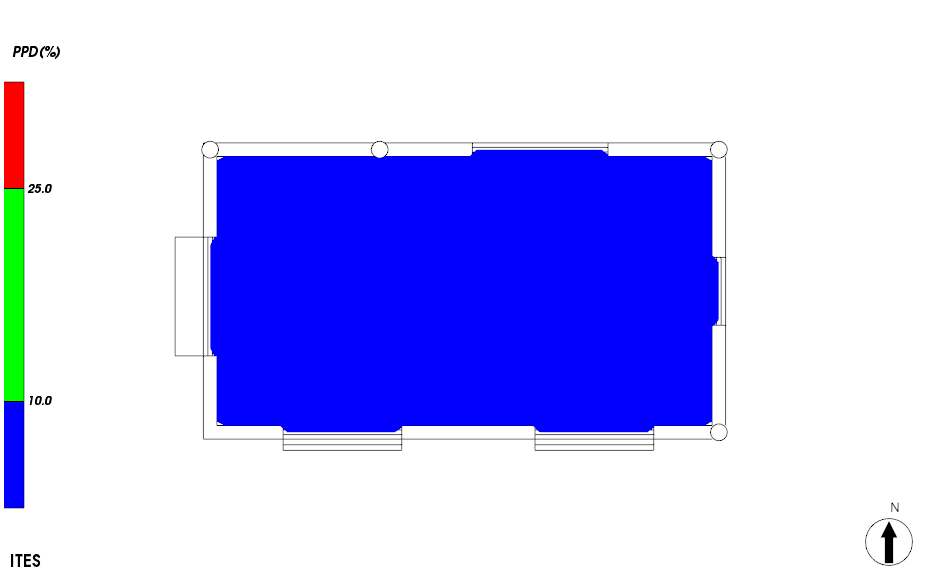 PPD(%)
25.0
10.0
N
ITES